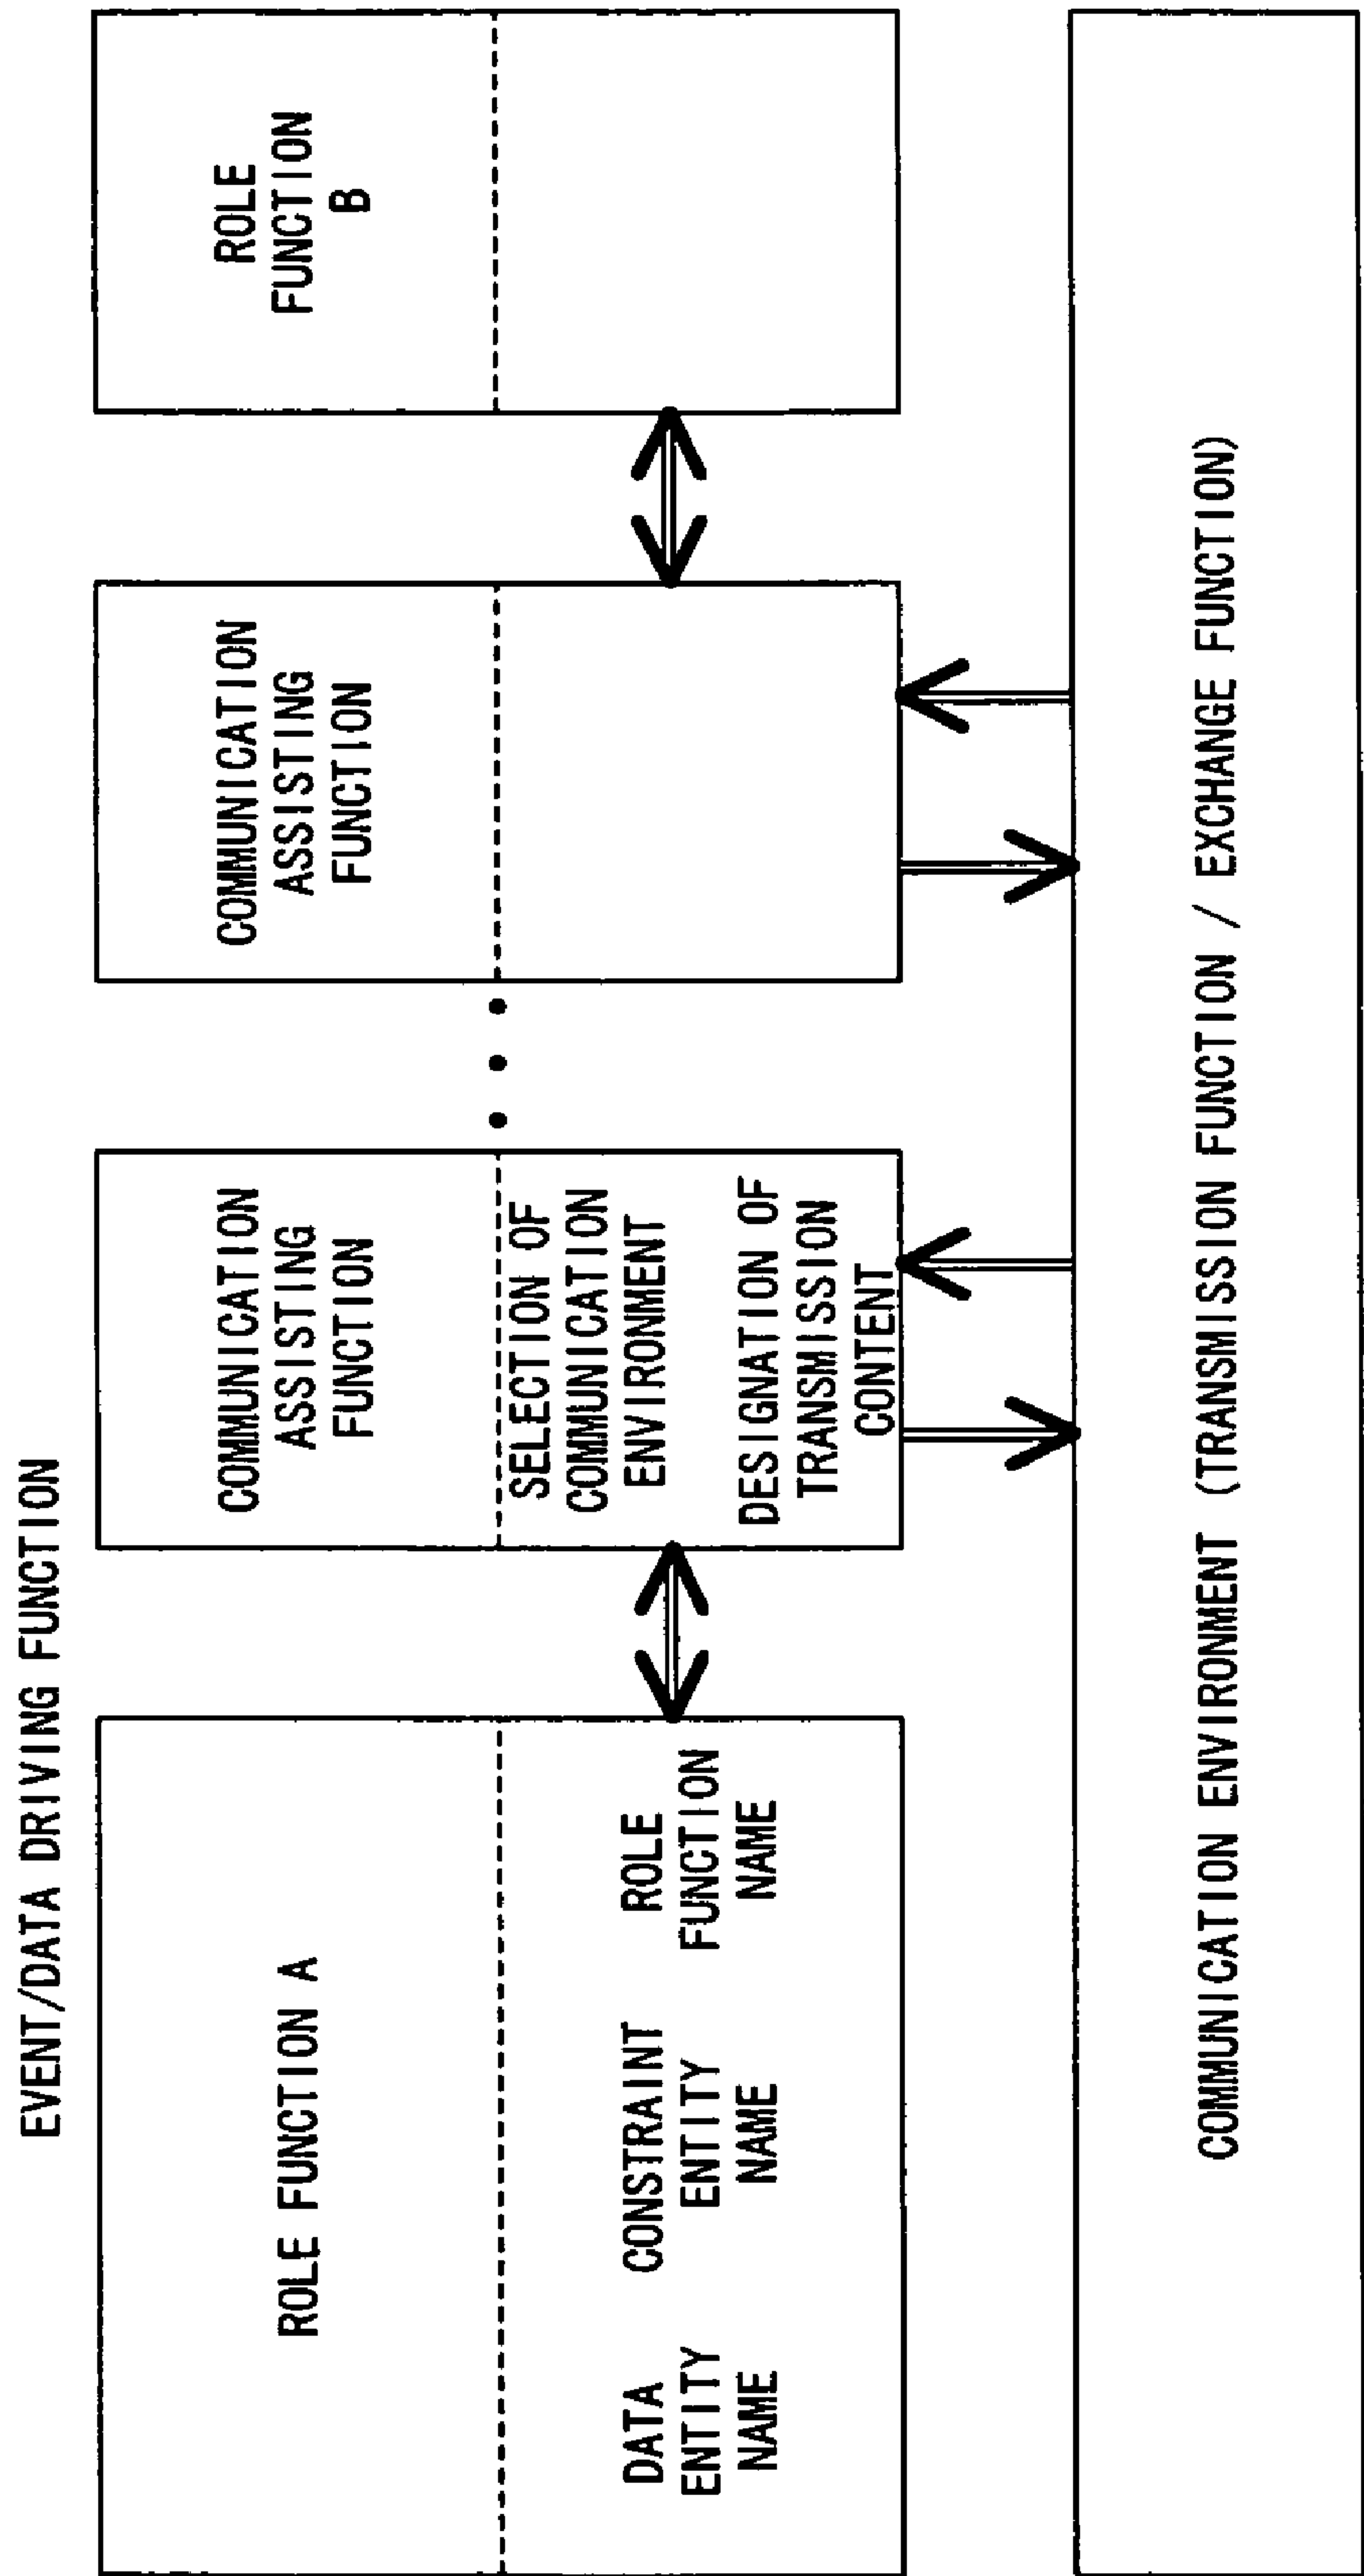 EVENT/DATA DRIVING FUNCTION
ROLE FUNCTION A
DATA
ENTITY
NAME
CONSTRAINT
ENTITY
NAME
ROLE
FUNCTION
NAME
COMMUNICATION
ASSISTING
FUNCTION
SELECTION OF
COMMUNICATION
ENVIRONMENT
DESIGNATION OF
TRANSMISSION
CONTENT
COMMUNICATION
ASSISTING
FUNCTION
ROLE
FUNCTION
B
COMMUNICATION ENVIRONMENT (TRANSMISSION FUNCTION / EXCHANGE FUNCTION)